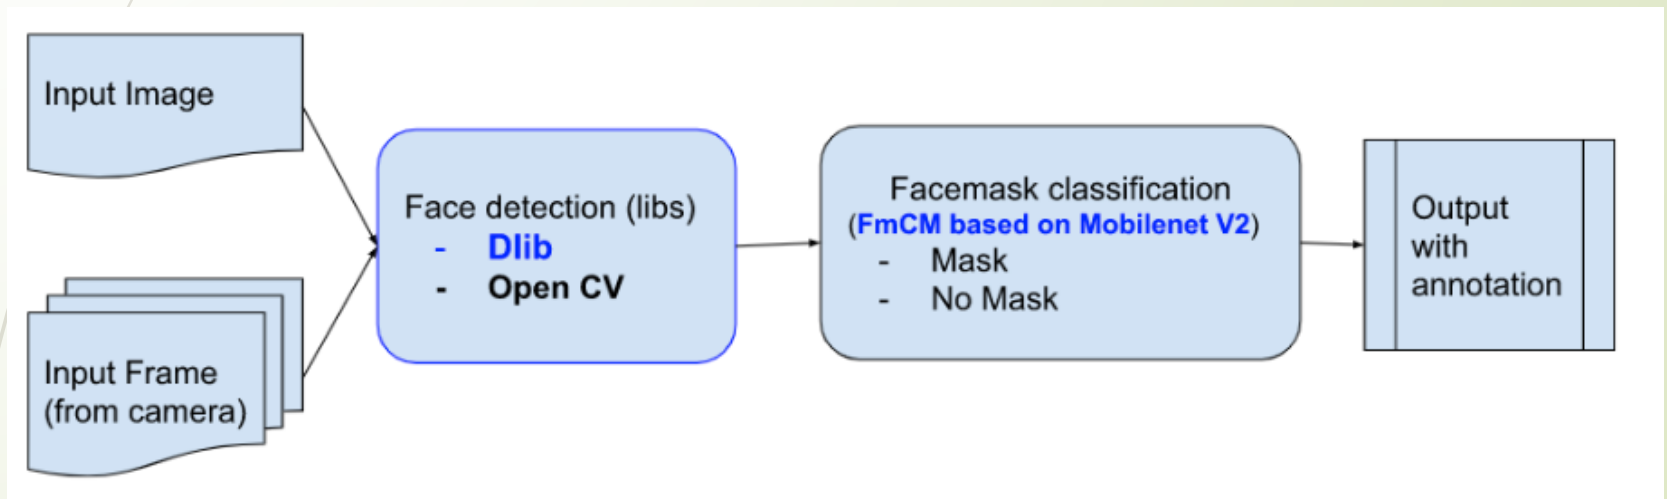 Input Image
Input Frame
(from camera)
Face detection (libs)
- Dlib
- Open CV
Facemask classification
(FmCM based on Mobilenet V2)
- Mask
- No Mask
Output
with
annotation